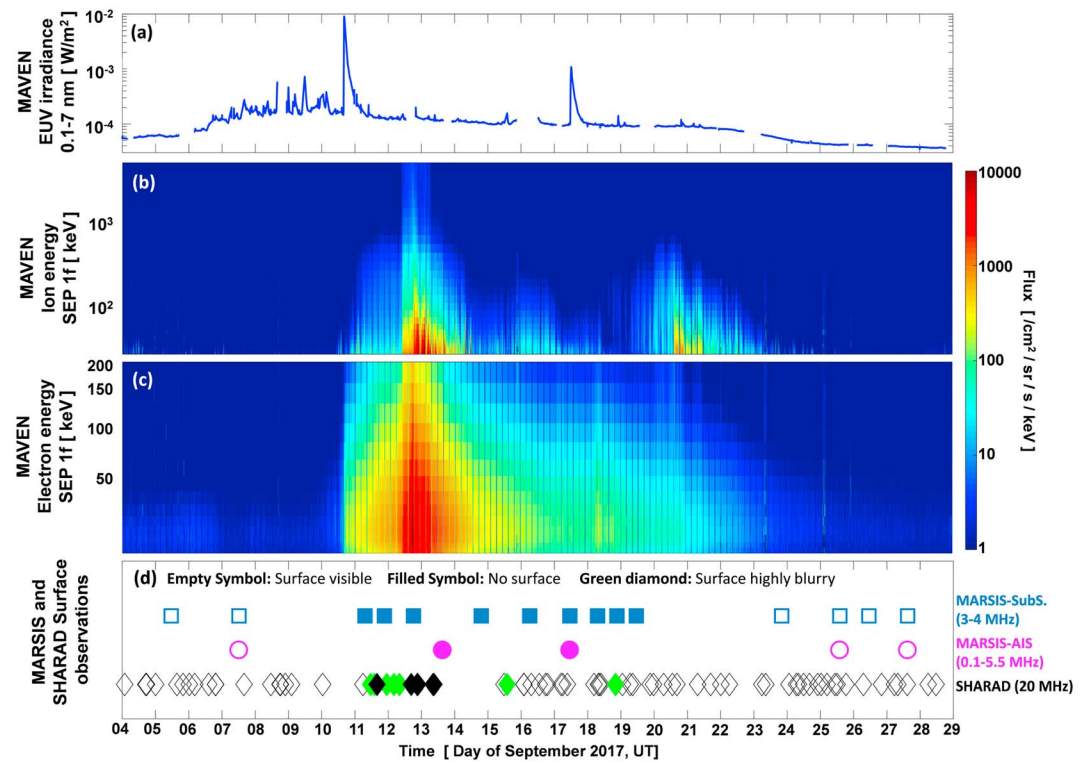 (a)
MAVEN
EUV irradiance
0.1-7 nm [ W/m²]
10⁻²
10⁻³
10⁻⁴
(b)
MAVEN
Ion energy
SEP 1f [ keV]
10³
10²
(c)
MAVEN
Electron energy
SEP 1f [ keV]
200
150
100
50
10000
1000
100
10
1
Flux [ /cm² / sr / s / keV]
(d) Empty Symbol: Surface visible Filled Symbol: No surface Green diamond: Surface highly blurry
MARSIS and
SHARAD Surface
observations
MARSIS-SubS.
(3-4 MHz)
MARSIS-AIS
(0.1-5.5 MHz)
SHARAD (20 MHz)
04 05 06 07 08 09 10 11 12 13 14 15 16 17 18 19 20 21 22 23 24 25 26 27 28 29
Time [ Day of September 2017, UT]